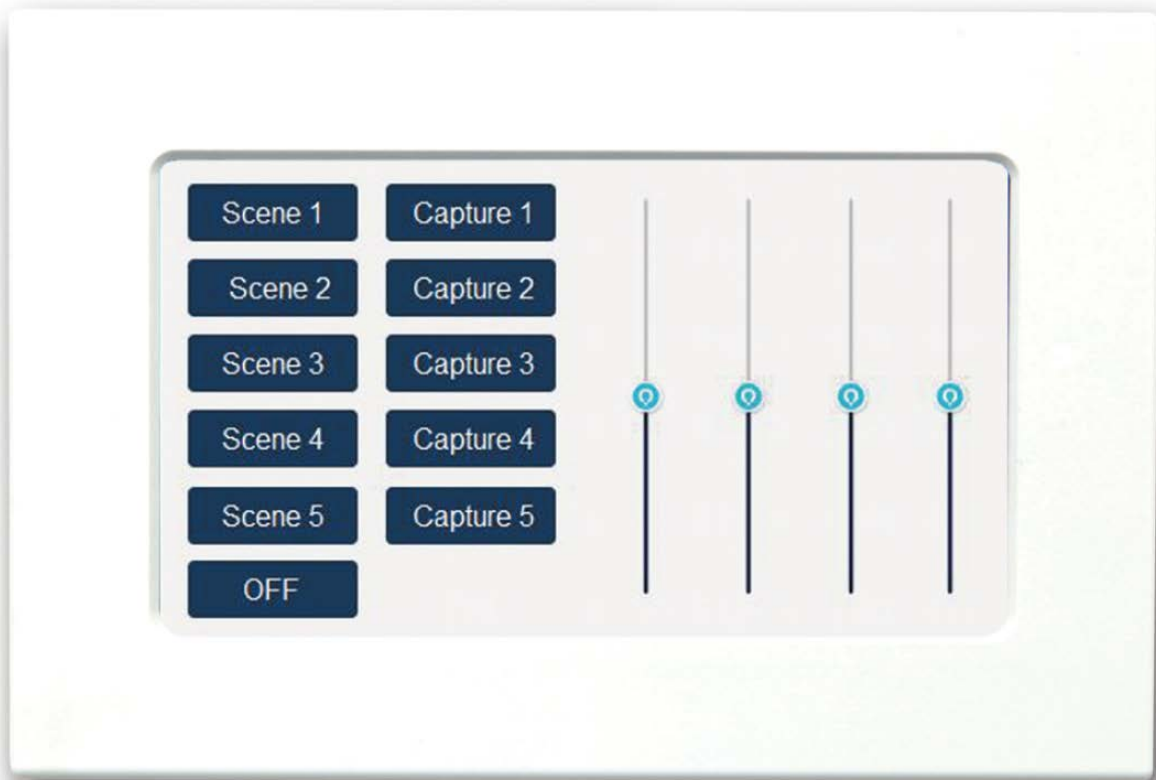 Scene 1
Capture 1
Scene 2
Capture 2
Scene 3
Capture 3
Scene 4
Capture 4
Scene 5
Capture 5
OFF